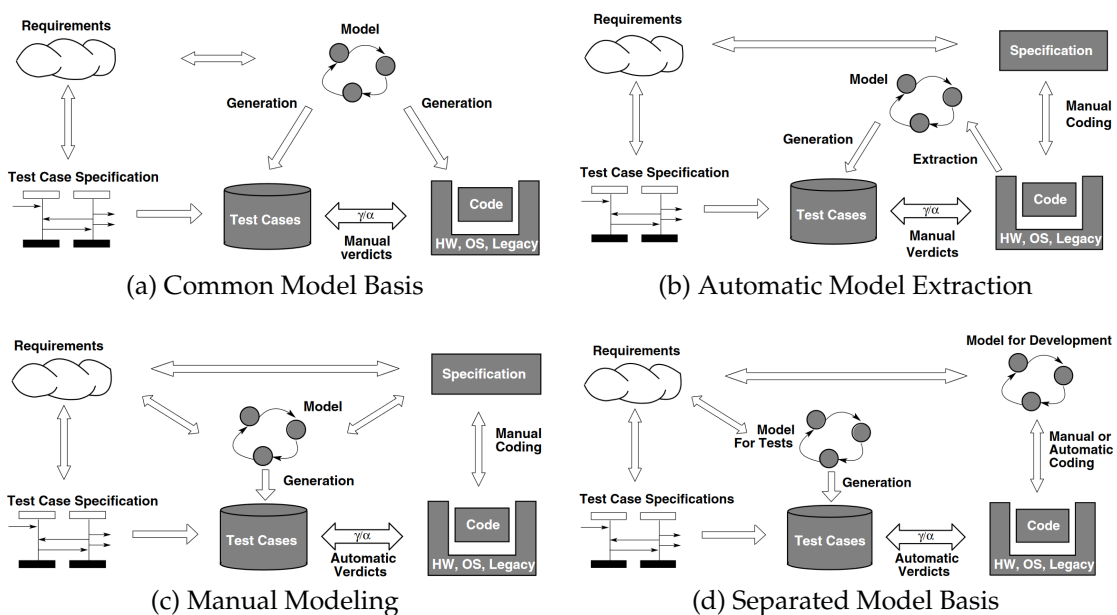 Requirements
Model
Generation
Generation
Test Case Specification
Test Cases
γ/α
Manual
verdicts
Code
HW, OS, Legacy
(a) Common Model Basis
Requirements
Specification
Model
Manual
Coding
Generation
Extraction
Test Case Specification
Test Cases
γ/α
Manual
Verdicts
Code
HW, OS, Legacy
(b) Automatic Model Extraction
Requirements
Specification
Model
Manual
Coding
Generation
Test Case Specification
Test Cases
γ/α
Automatic
Verdicts
Code
HW, OS, Legacy
(c) Manual Modeling
Requirements
Model for Development
Model
For Tests
Manual or
Automatic
Coding
Generation
Test Case Specifications
Test Cases
γ/α
Automatic
Verdicts
Code
HW, OS, Legacy
(d) Separated Model Basis